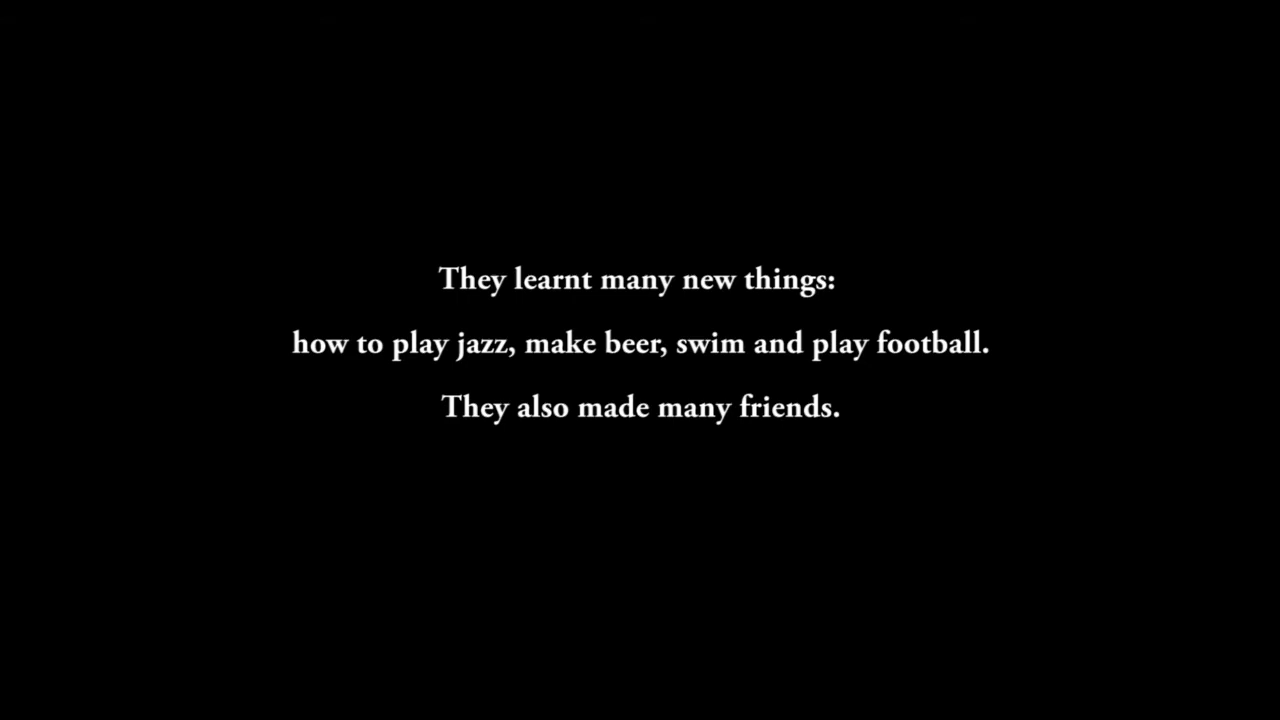 They learnt many new things:
how to play jazz, make beer, swim and play football.
They also made many friends.